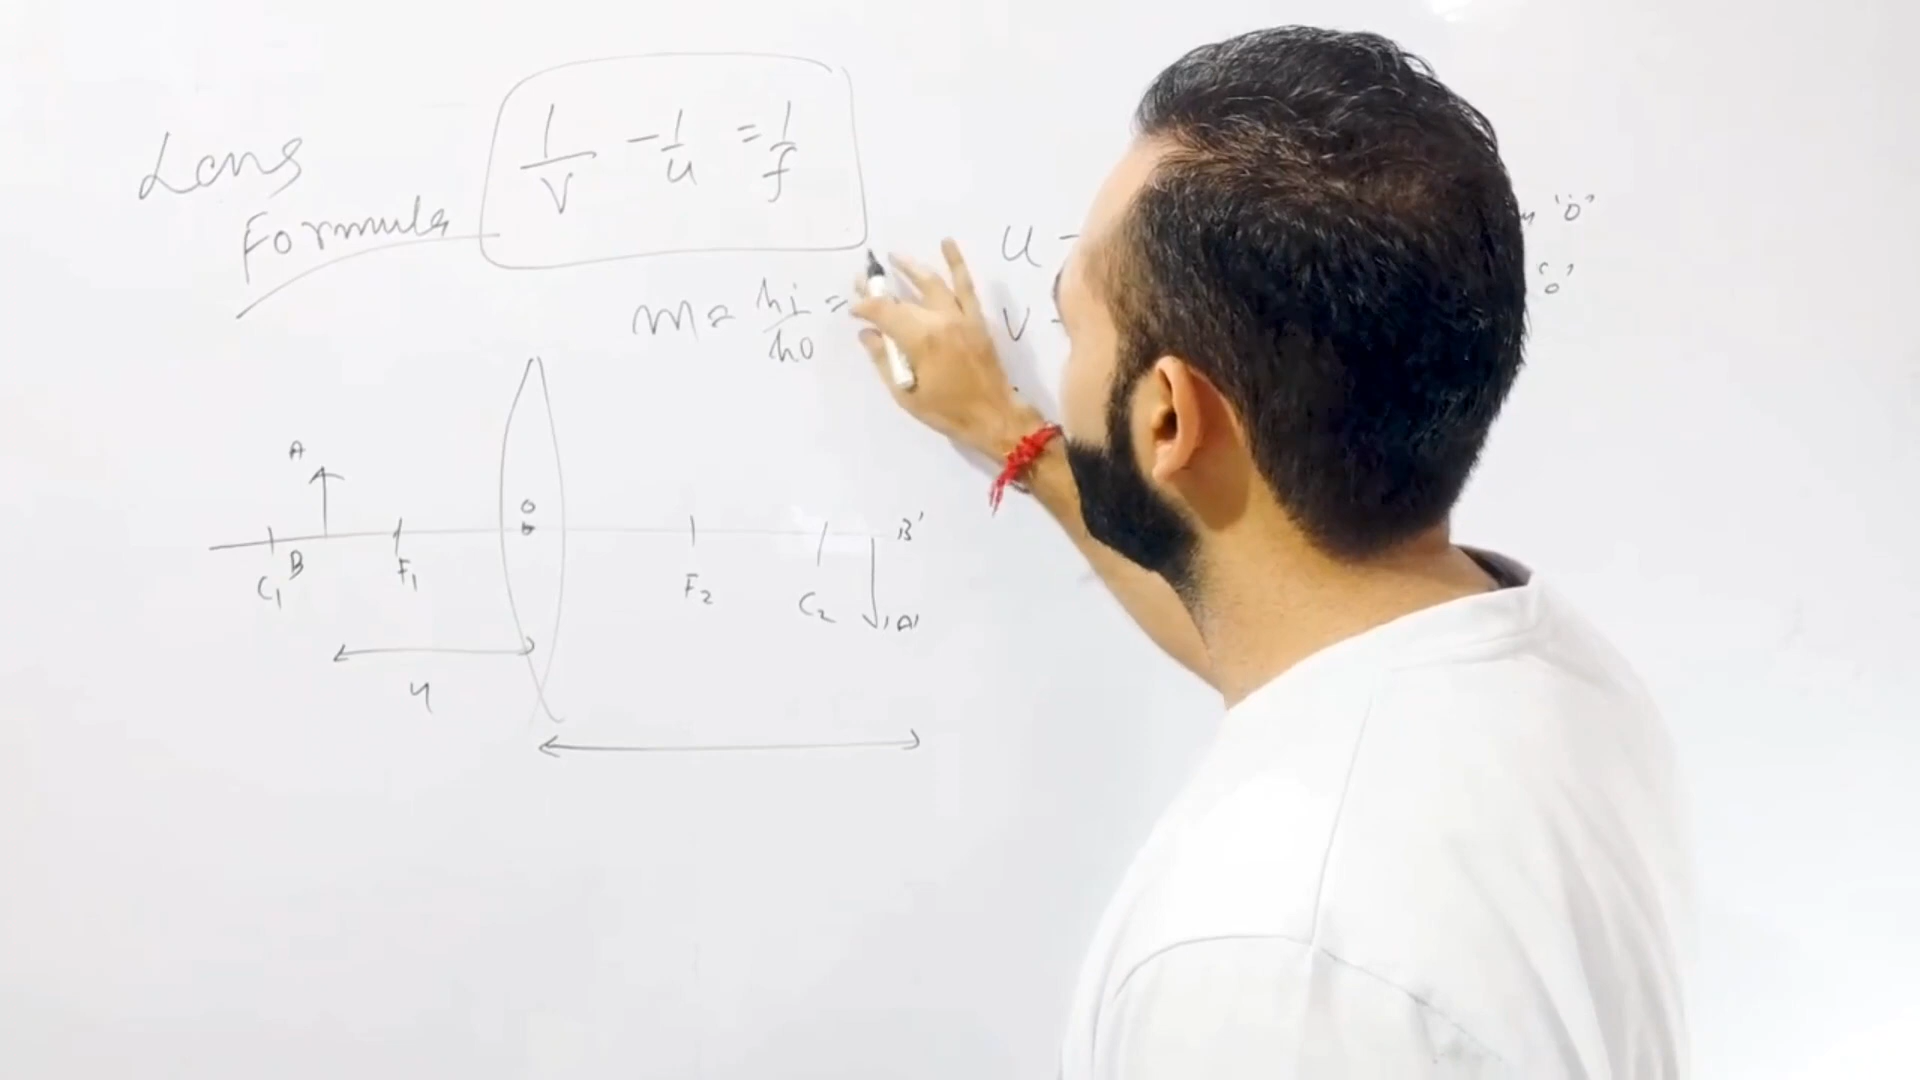 Lens
Formula
1/v - 1/u = 1/f
m = hi/ho =
u -
v -
"o"
"o"
A
O
B'
C1
B
F1
F2
C2
A'
u